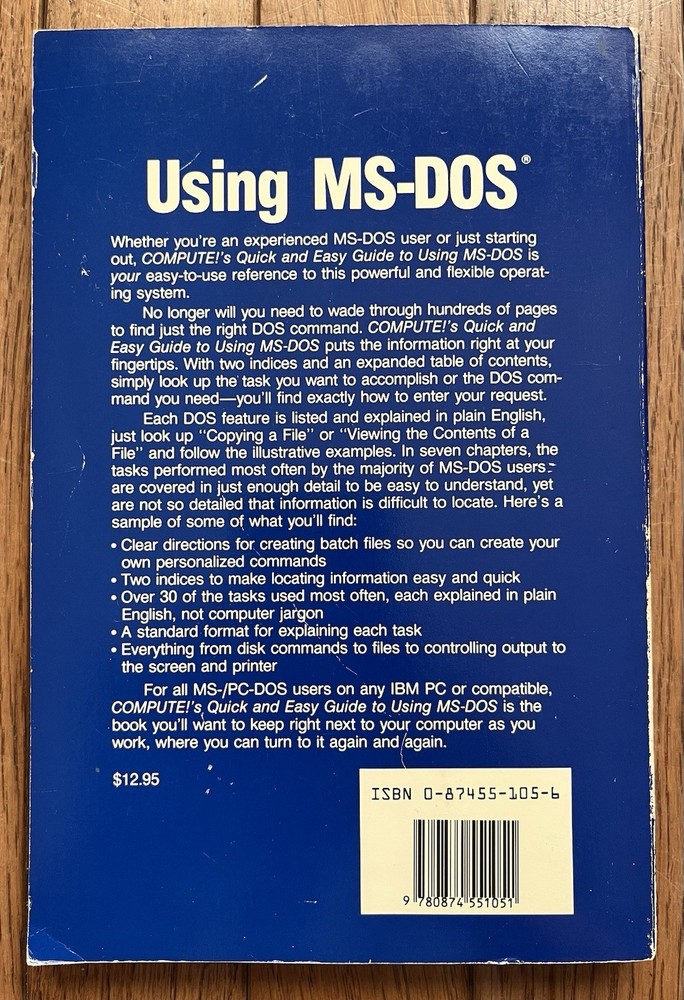 Using MS-DOS®
Whether you're an experienced MS-DOS user or just starting
out, COMPUTE!'s Quick and Easy Guide to Using MS-DOS is
your easy-to-use reference to this powerful and flexible operat-
ing system.
No longer will you need to wade through hundreds of pages
to find just the right DOS command. COMPUTE!'s Quick and
Easy Guide to Using MS-DOS puts the information right at your
fingertips. With two indices and an expanded table of contents,
simply look up the task you want to accomplish or the DOS com-
mand you need—you'll find exactly how to enter your request.
Each DOS feature is listed and explained in plain English,
just look up "Copying a File" or "Viewing the Contents of a
File" and follow the illustrative examples. In seven chapters, the
tasks performed most often by the majority of MS-DOS users
are covered in just enough detail to be easy to understand, yet
are not so detailed that information is difficult to locate. Here's a
sample of some of what you'll find:
• Clear directions for creating batch files so you can create your
own personalized commands
• Two indices to make locating information easy and quick
• Over 30 of the tasks used most often, each explained in plain
English, not computer jargon
• A standard format for explaining each task
• Everything from disk commands to files to controlling output to
the screen and printer
For all MS-/PC-DOS users on any IBM PC or compatible,
COMPUTE!'s Quick and Easy Guide to Using MS-DOS is the
book you'll want to keep right next to your computer as you
work, where you can turn to it again and again.
$12.95
ISBN 0-87455-105-6
9 780874 551051